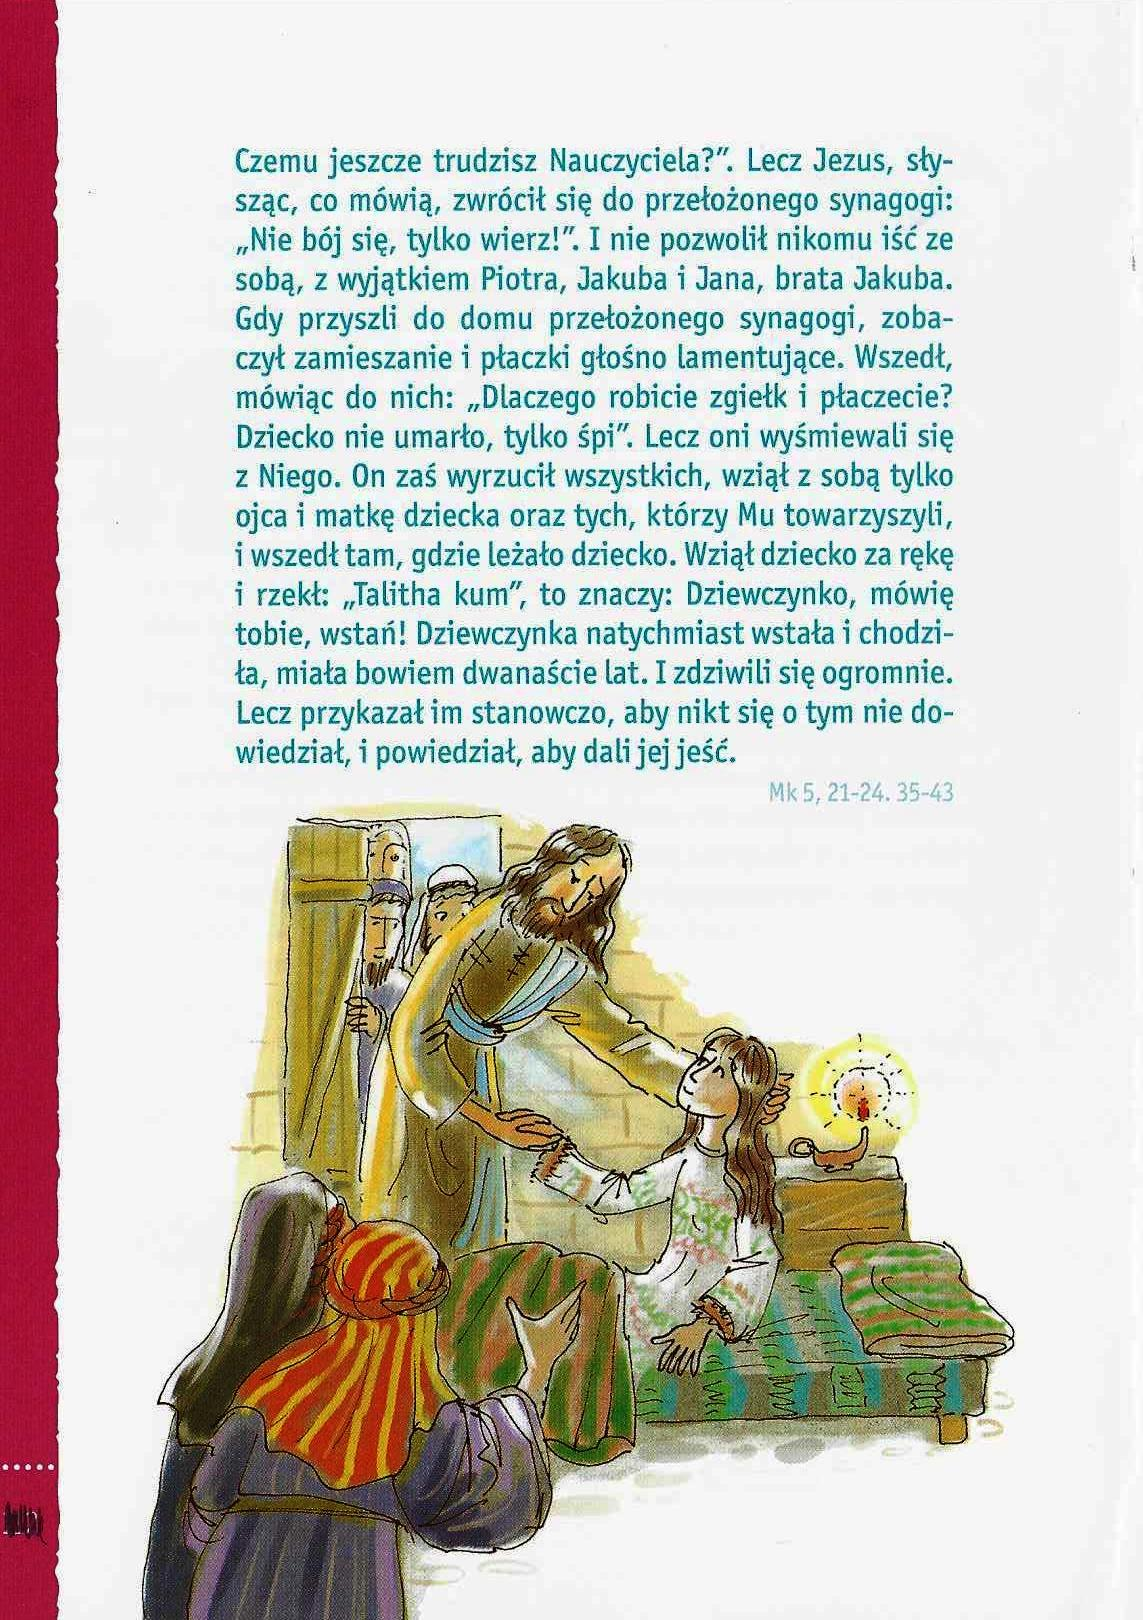 Czemu jeszcze trudzisz Nauczyciela?”. Lecz Jezus, sły-
sząc, co mówią, zwrócił się do przełożonego synagogi:
„Nie bój się, tylko wierz!”. I nie pozwolił nikomu iść ze
sobą, z wyjątkiem Piotra, Jakuba i Jana, brata Jakuba.
Gdy przyszli do domu przełożonego synagogi, zoba-
czył zamieszanie i płaczki głośno lamentujące. Wszedł,
mówiąc do nich: „Dlaczego robicie zgiełk i płaczecie?
Dziecko nie umarło, tylko śpi”. Lecz oni wyśmiewali się
z Niego. On zaś wyrzucił wszystkich, wziął z sobą tylko
ojca i matkę dziecka oraz tych, którzy Mu towarzyszyli,
i wszedł tam, gdzie leżało dziecko. Wziął dziecko za rękę
i rzekł: „Talitha kum”, to znaczy: Dziewczynko, mówię
tobie, wstań! Dziewczynka natychmiast wstała i chodzi-
ła, miała bowiem dwanaście lat. I zdziwili się ogromnie.
Lecz przykazał im stanowczo, aby nikt się o tym nie do-
wiedział, i powiedział, aby dali jej jeść.
Mk 5, 21-24. 35-43